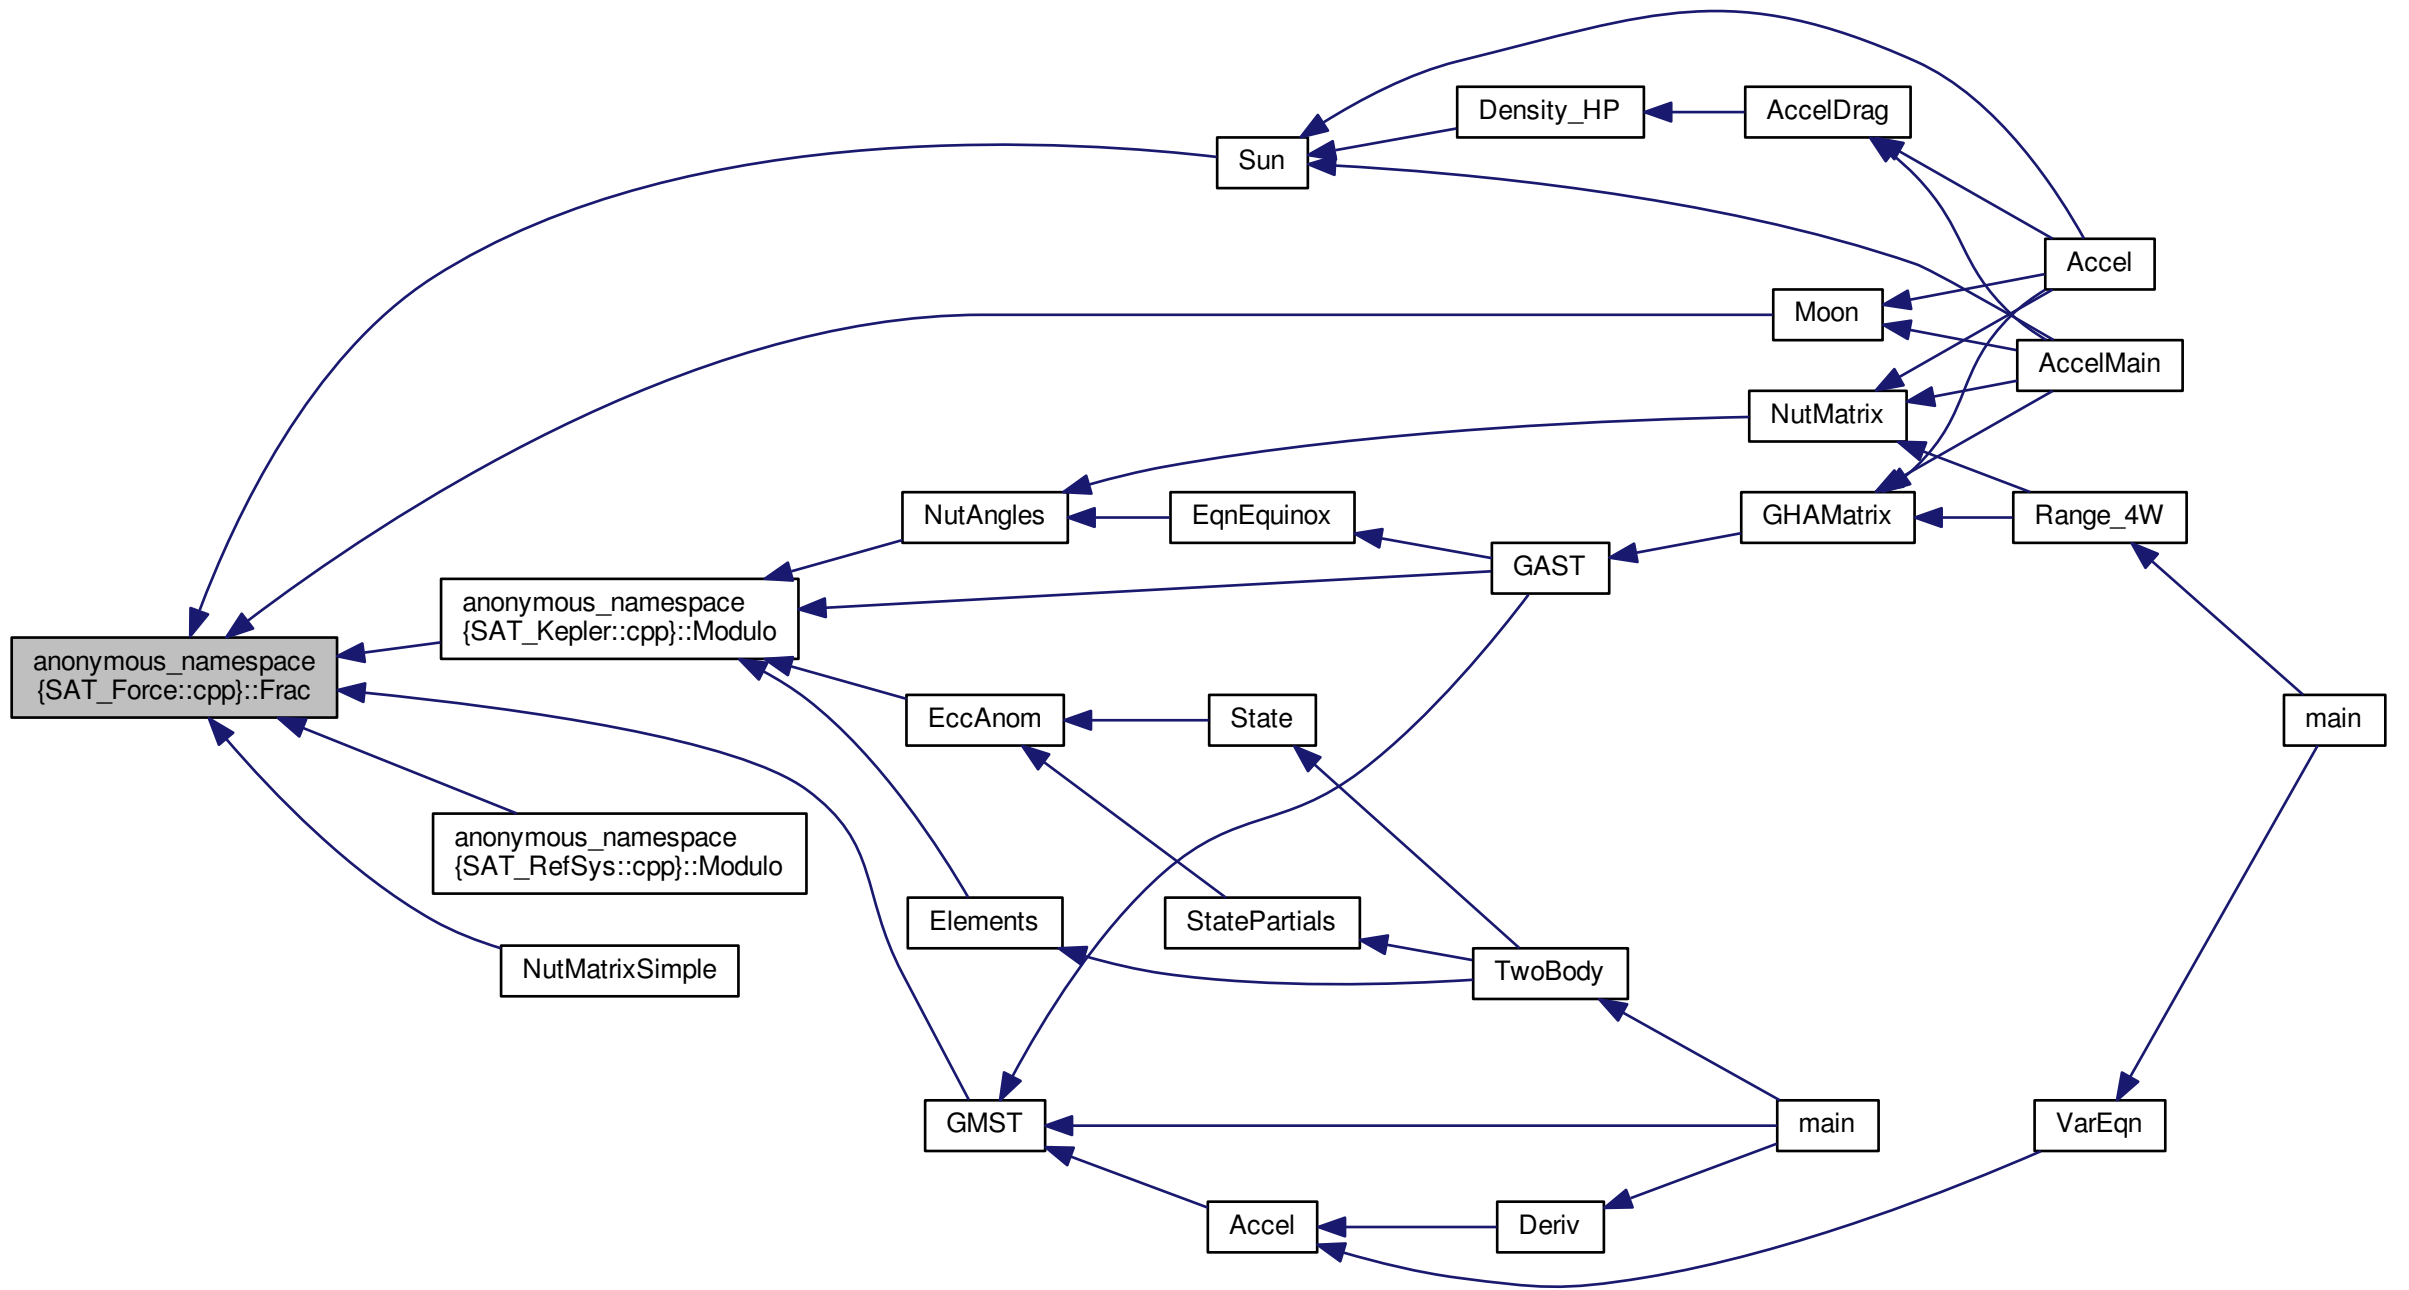 Density_HP
AccelDrag
Sun
Accel
Moon
AccelMain
NutMatrix
NutAngles
EqnEquinox
GHAMatrix
Range_4W
GAST
anonymous_namespace
{SAT_Kepler::cpp}::Modulo
anonymous_namespace
{SAT_Force::cpp}::Frac
EccAnom
State
main
anonymous_namespace
{SAT_RefSys::cpp}::Modulo
Elements
StatePartials
NutMatrixSimple
TwoBody
GMST
main
VarEqn
Accel
Deriv